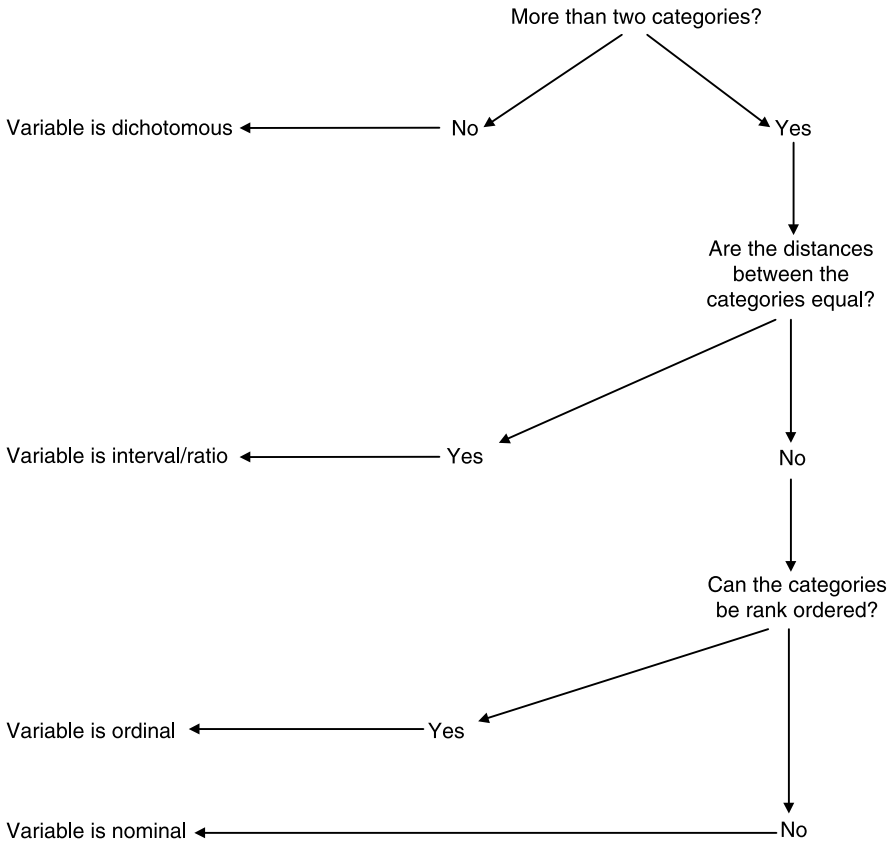 More than two categories?
Variable is dichotomous
No
Yes
Are the distances
between the
categories equal?
Variable is interval/ratio
Yes
No
Can the categories
be rank ordered?
Variable is ordinal
Yes
Variable is nominal
No